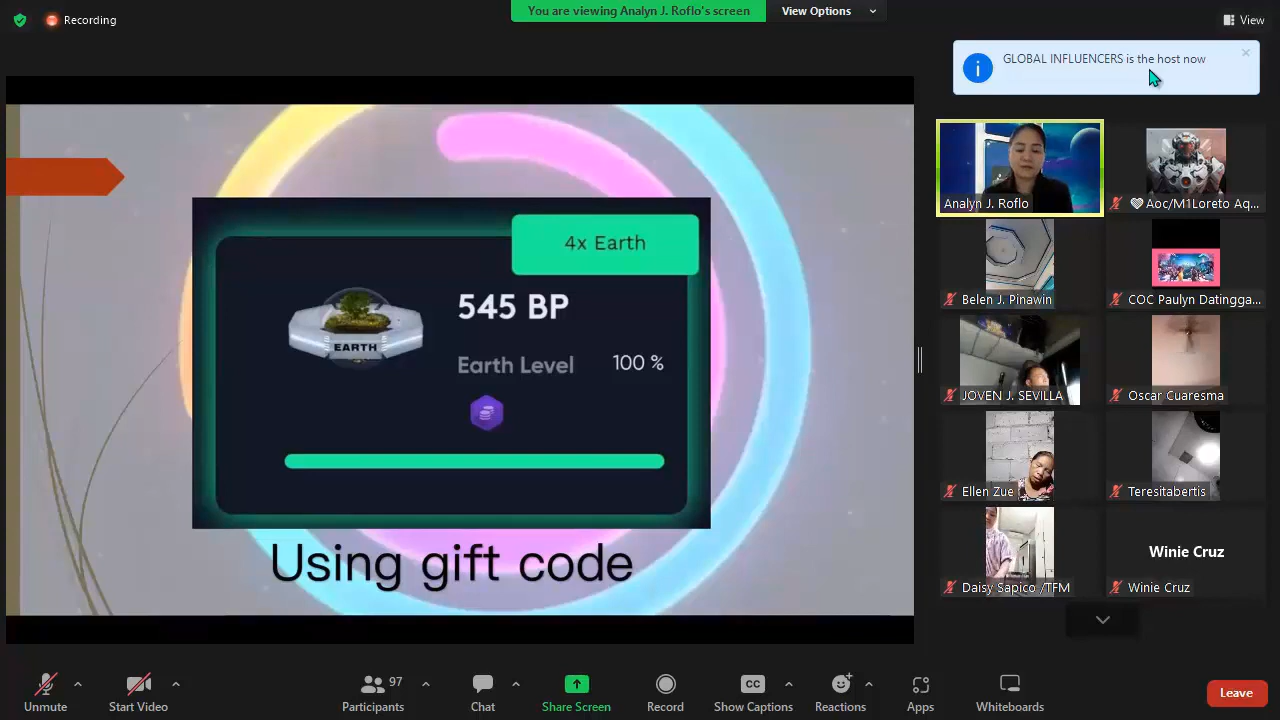 Recording
You are viewing Analyn J. Roflo's screen
View Options
View
GLOBAL INFLUENCERS is the host now
4x Earth
545 BP
EARTH
Earth Level 100 %
Using gift code
Analyn J. Roflo
Aoc/M1Loreto Aq...
Belen J. Pinawin
COC Paulyn Datingga...
JOVEN J. SEVILLA
Oscar Cuaresma
Ellen Zue
Teresitabertis
Daisy Sapico /TFM
Winie Cruz
Winie Cruz
Unmute
Start Video
97
Participants
Chat
Share Screen
Record
CC
Show Captions
Reactions
Apps
Whiteboards
Leave